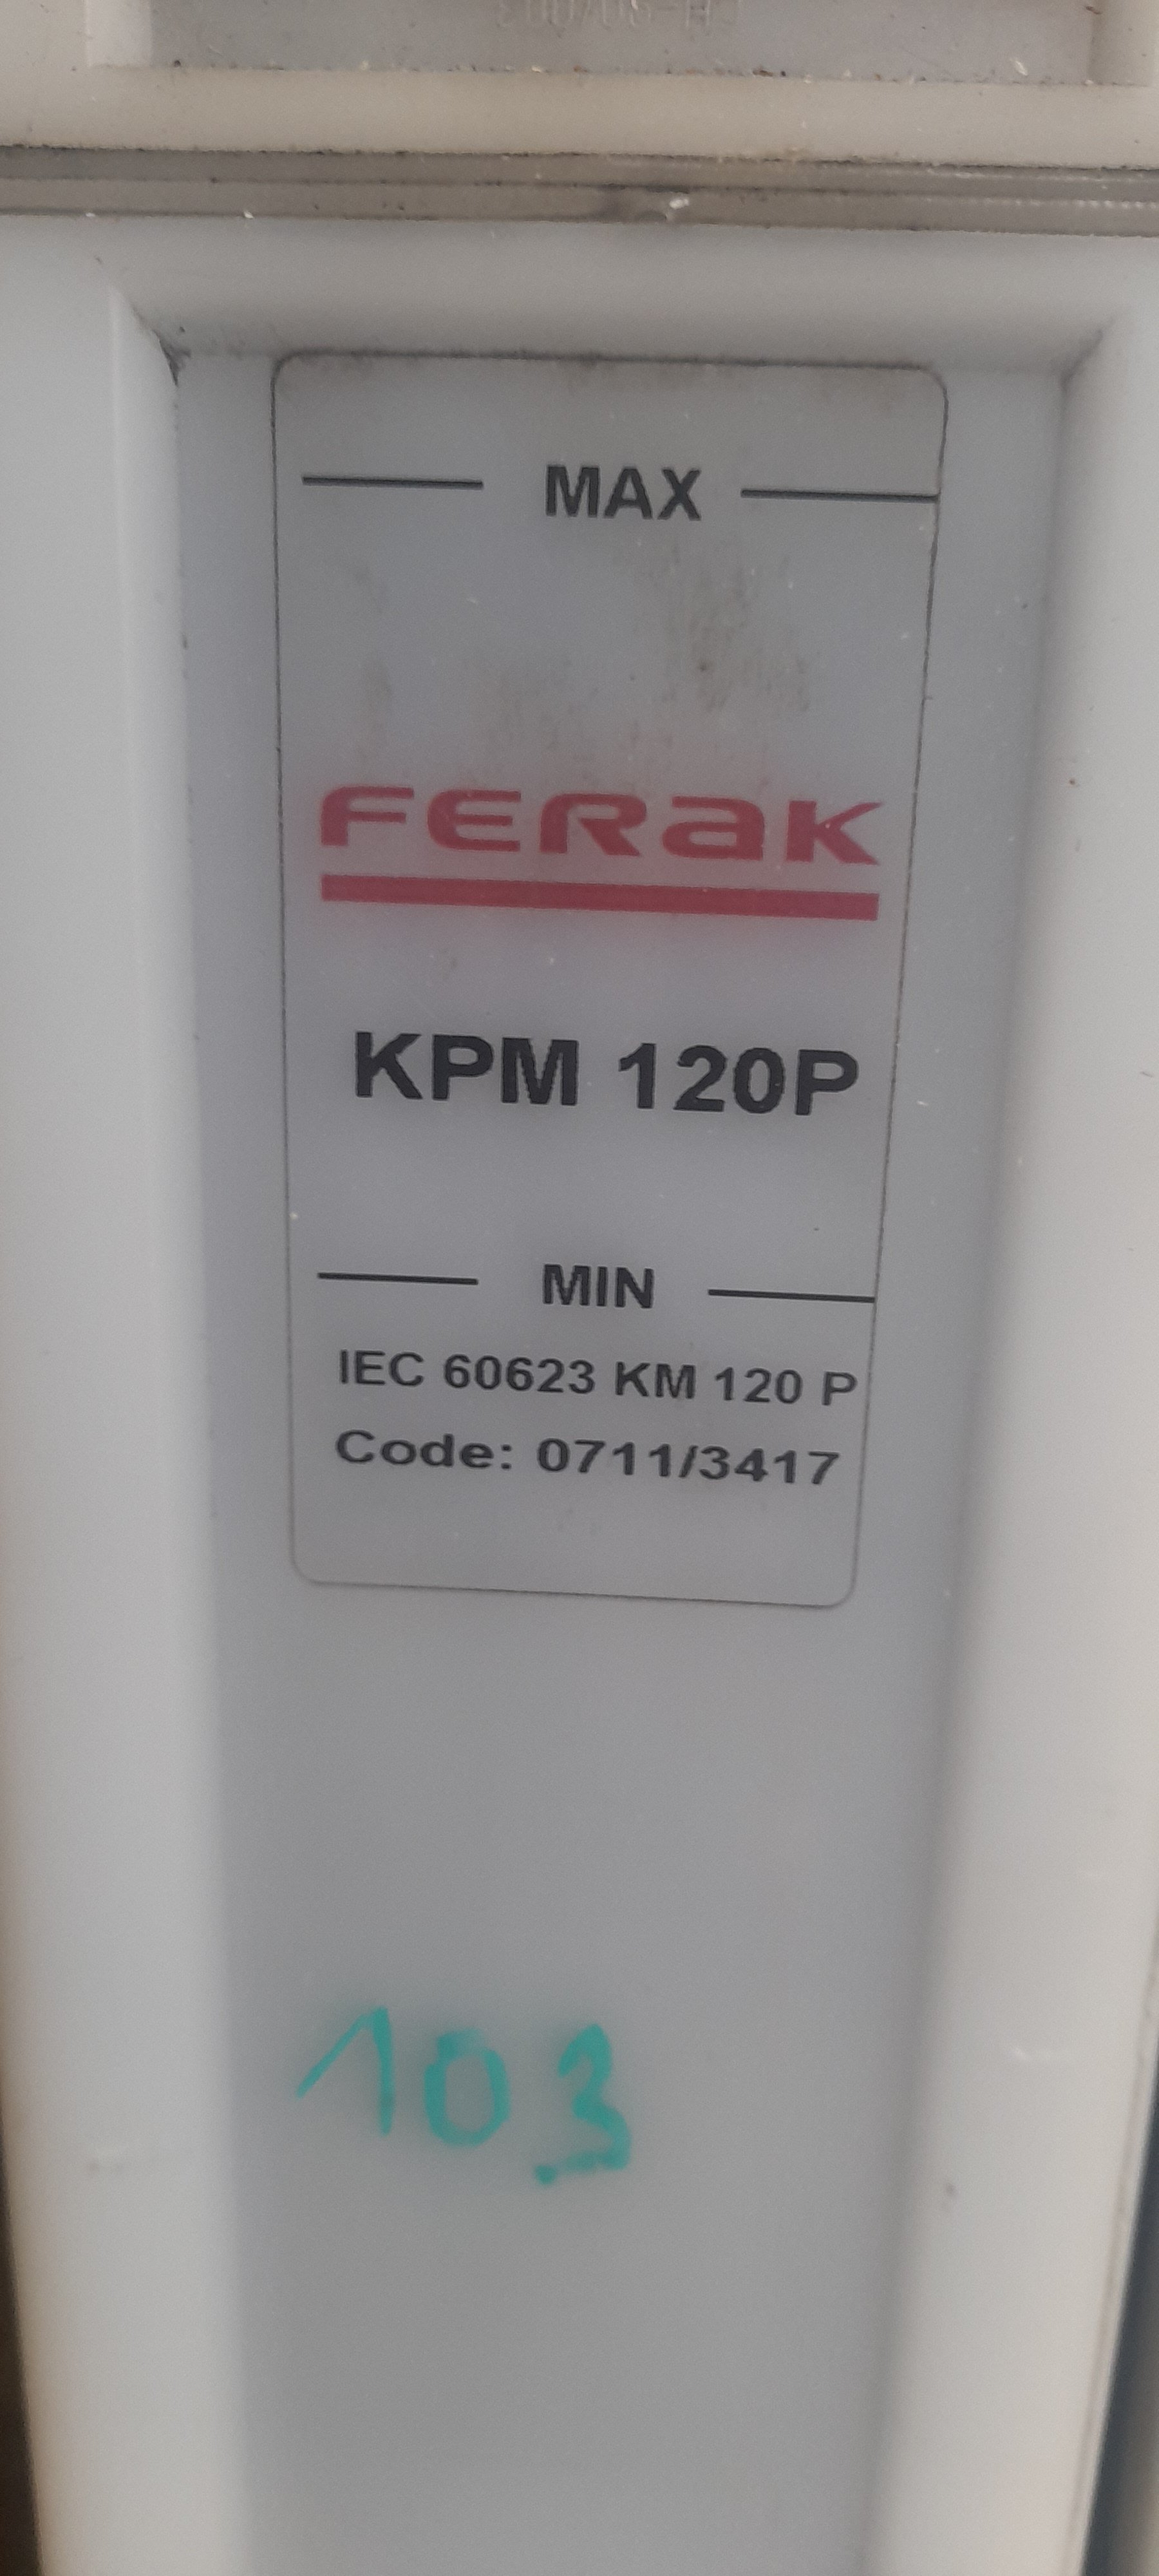 MAX
FERAK
KPM 120P
MIN
IEC 60623 KM 120 P
Code: 0711/3417
103